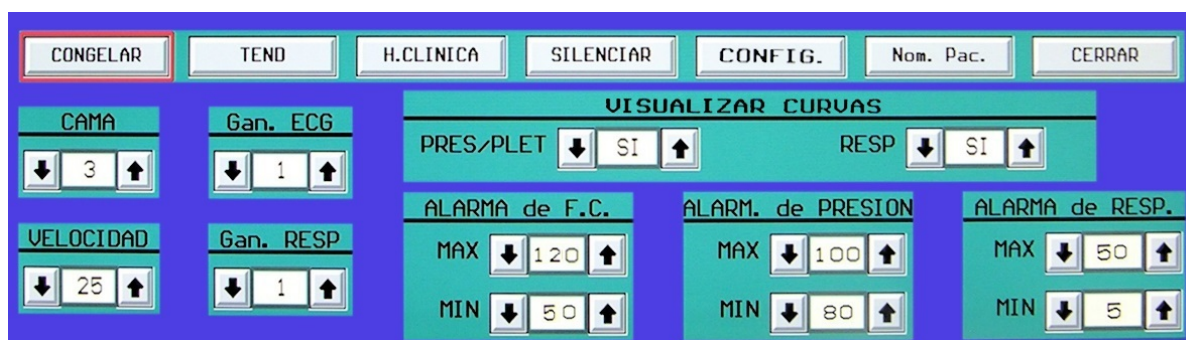 CONGELAR TEND H.CLINICA SILENCIAR CONFIG. Nom. Pac. CERRAR
VISUALIZAR CURVAS
CAMA Gan. ECG
PRES/PLET SI RESP SI
3 1
ALARMA de F.C. ALARM. de PRESION ALARMA de RESP.
VELOCIDAD Gan. RESP
MAX 120 MAX 100 MAX 50
25 1
MIN 50 MIN 80 MIN 5